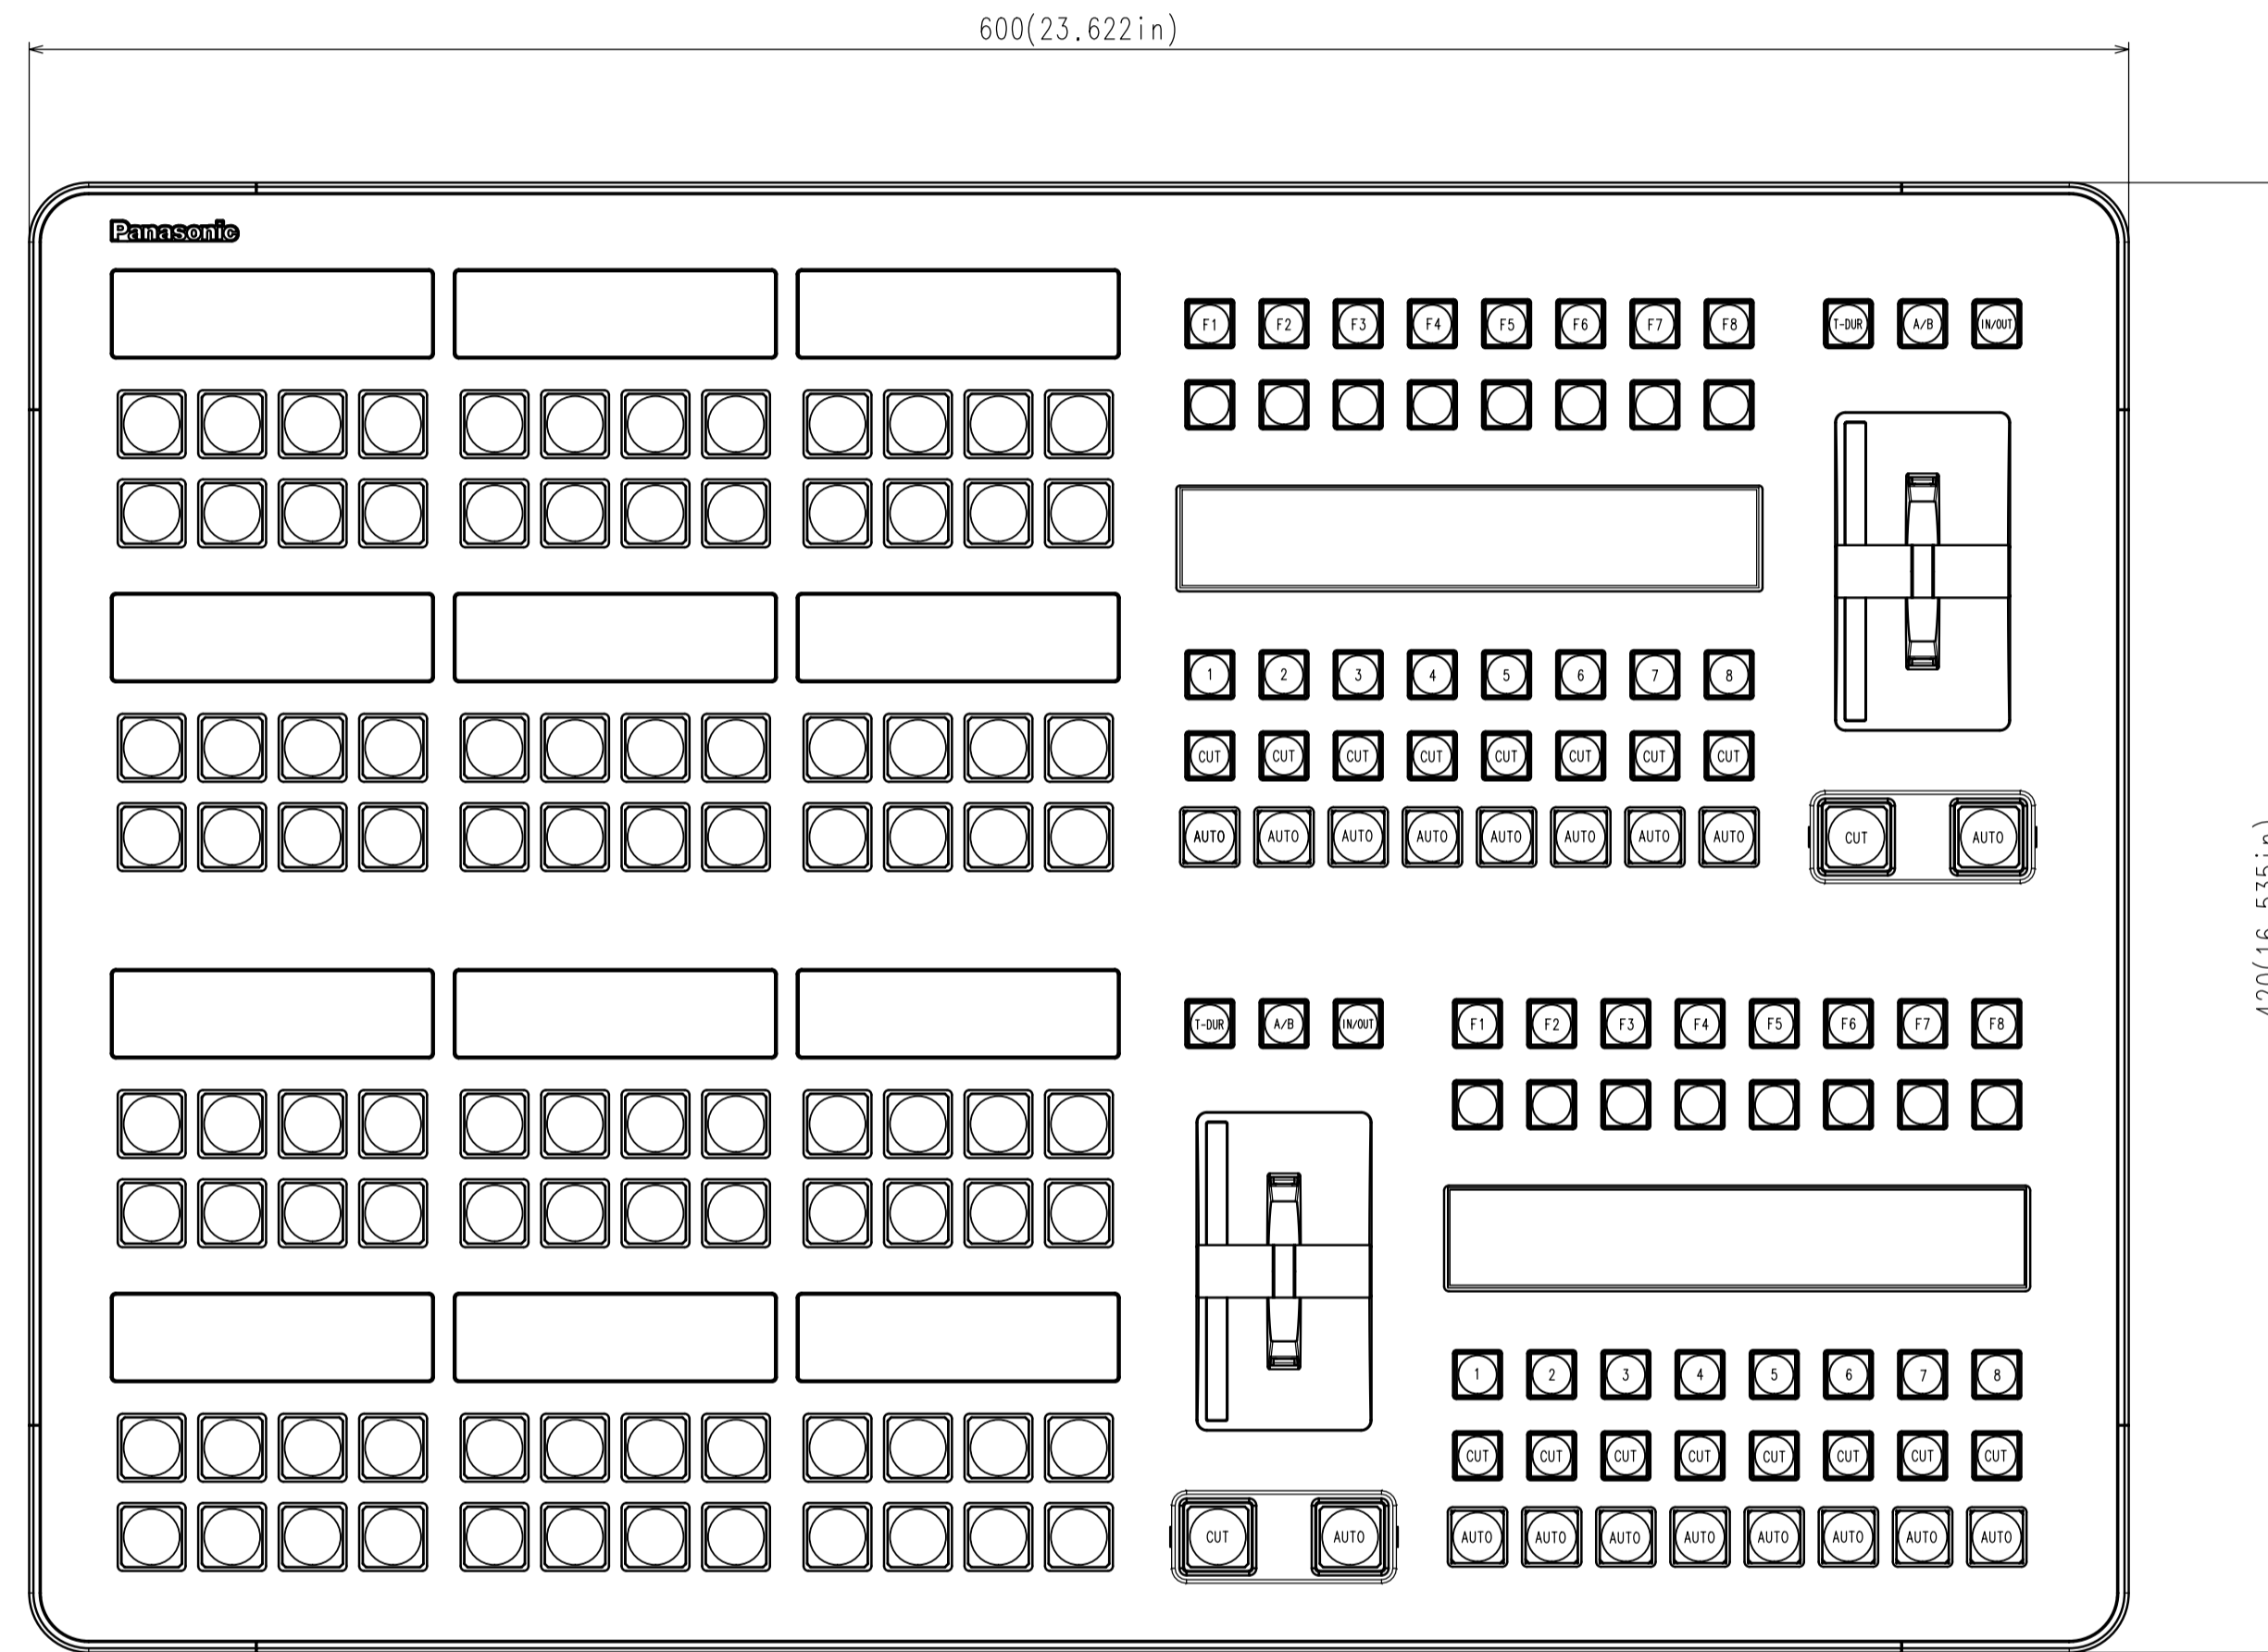 600(23.622in)
Panasonic
F1 F2 F3 F4 F5 F6 F7 F8 T-DUR A/B IN/OUT
1 2 3 4 5 6 7 8
CUT CUT CUT CUT CUT CUT CUT CUT
AUTO AUTO AUTO AUTO AUTO AUTO AUTO AUTO CUT AUTO
T-DUR A/B IN/OUT F1 F2 F3 F4 F5 F6 F7 F8
1 2 3 4 5 6 7 8
CUT CUT CUT CUT CUT CUT CUT CUT
CUT AUTO AUTO AUTO AUTO AUTO AUTO AUTO AUTO AUTO